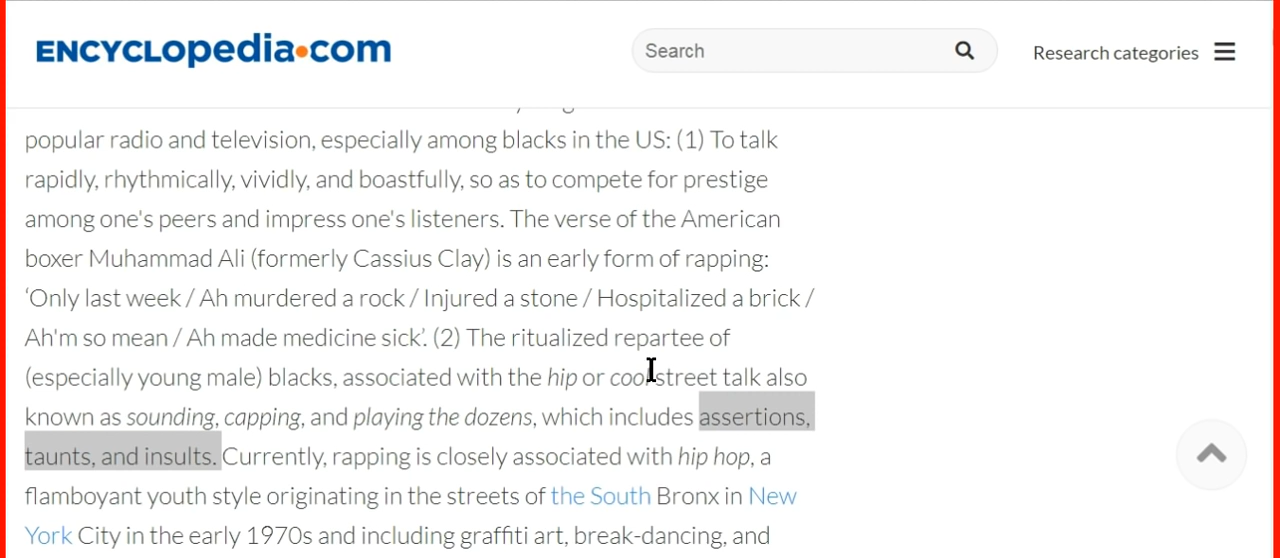 ENCYCLopedia.com
Search
Research categories
popular radio and television, especially among blacks in the US: (1) To talk
rapidly, rhythmically, vividly, and boastfully, so as to compete for prestige
among one's peers and impress one's listeners. The verse of the American
boxer Muhammad Ali (formerly Cassius Clay) is an early form of rapping:
‘Only last week / Ah murdered a rock / Injured a stone / Hospitalized a brick /
Ah'm so mean / Ah made medicine sick’. (2) The ritualized repartee of
(especially young male) blacks, associated with the hip or cool street talk also
known as sounding, capping, and playing the dozens, which includes assertions,
taunts, and insults. Currently, rapping is closely associated with hip hop, a
flamboyant youth style originating in the streets of the South Bronx in New
York City in the early 1970s and including graffiti art, break-dancing, and